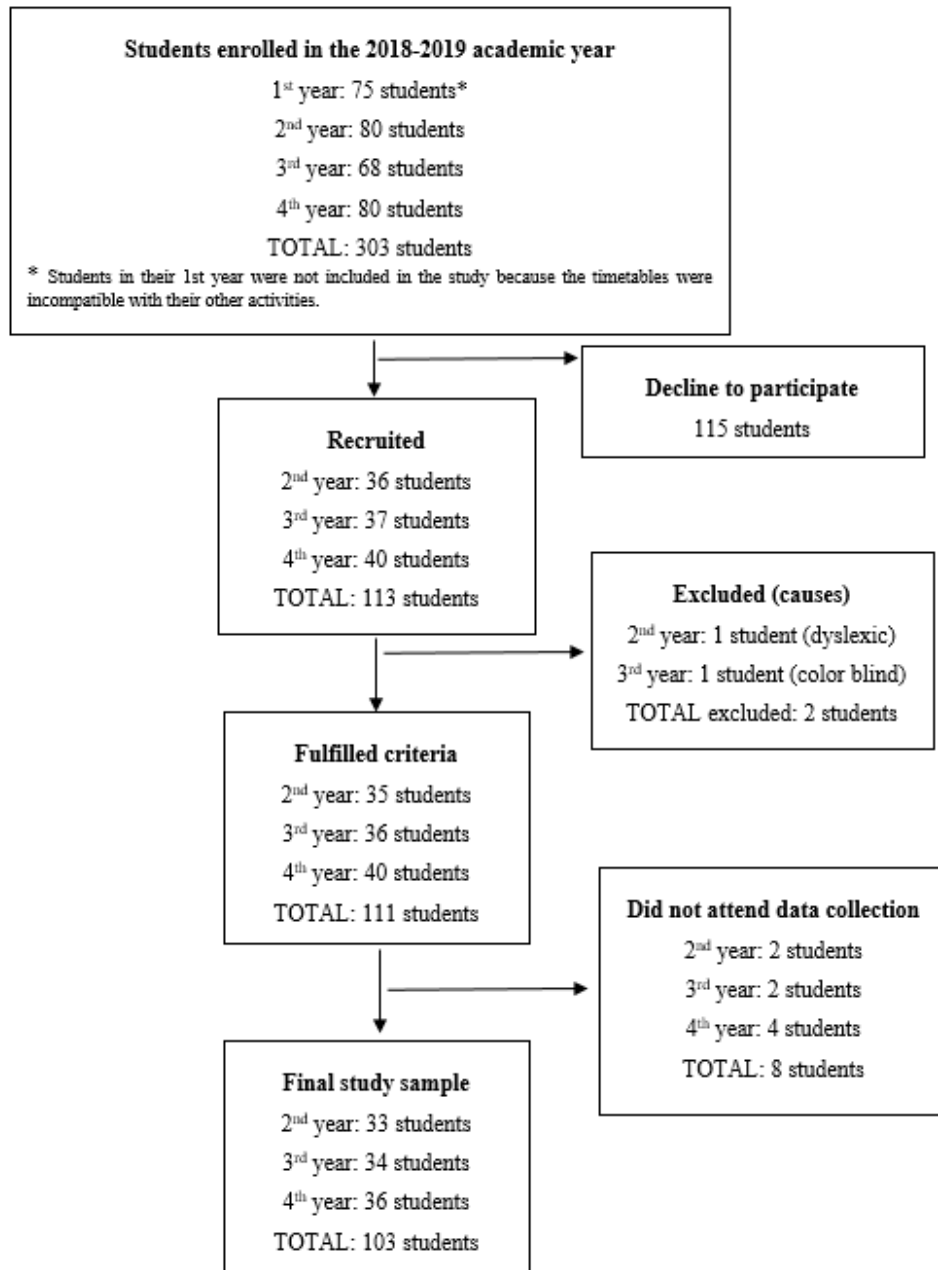 Students enrolled in the 2018-2019 academic year
1st year: 75 students*
2nd year: 80 students
3rd year: 68 students
4th year: 80 students
TOTAL: 303 students
* Students in their 1st year were not included in the study because the timetables were
incompatible with their other activities.
Decline to participate
115 students
Recruited
2nd year: 36 students
3rd year: 37 students
4th year: 40 students
TOTAL: 113 students
Excluded (causes)
2nd year: 1 student (dyslexic)
3rd year: 1 student (color blind)
TOTAL excluded: 2 students
Fulfilled criteria
2nd year: 35 students
3rd year: 36 students
4th year: 40 students
TOTAL: 111 students
Did not attend data collection
2nd year: 2 students
3rd year: 2 students
4th year: 4 students
TOTAL: 8 students
Final study sample
2nd year: 33 students
3rd year: 34 students
4th year: 36 students
TOTAL: 103 students